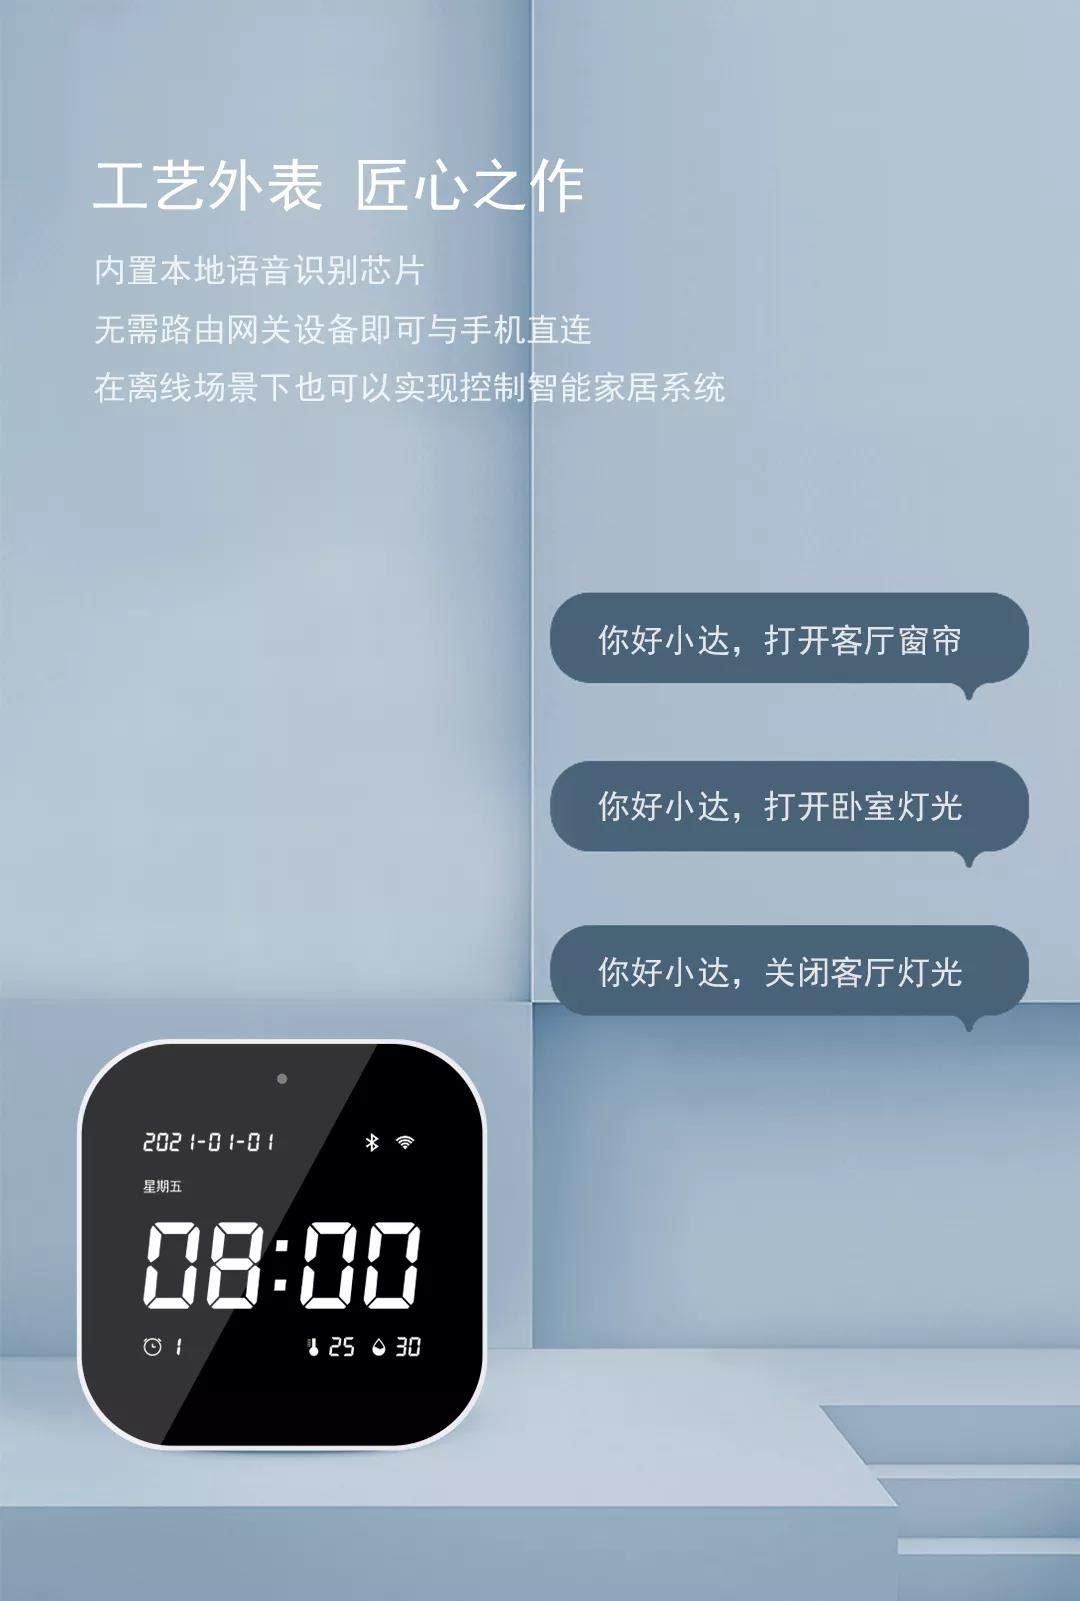 工艺外表 匠心之作
内置本地语音识别芯片
无需路由网关设备即可与手机直连
在离线场景下也可以实现控制智能家居系统
你好小达，打开客厅窗帘
你好小达，打开卧室灯光
你好小达，关闭客厅灯光
2021-01-01
星期五
08:00
1 25 30